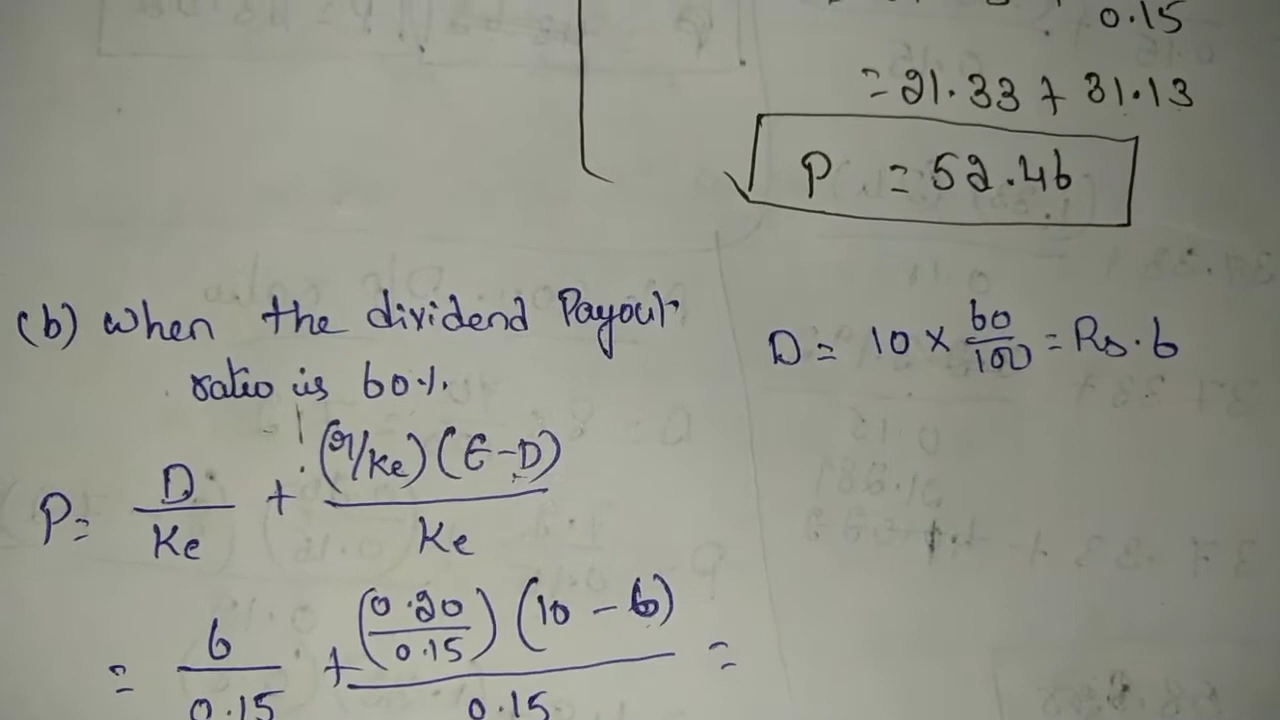 0.15
= 21.33 + 31.13
P = 52.46
(b) when the dividend Payout
ratio is 60%.
D = 10 × 60/100 = Rs. 6
P = D/Ke + (r/Ke) (E-D)/Ke
= 6/0.15 + (0.20/0.15) (10 - 6)/0.15 =